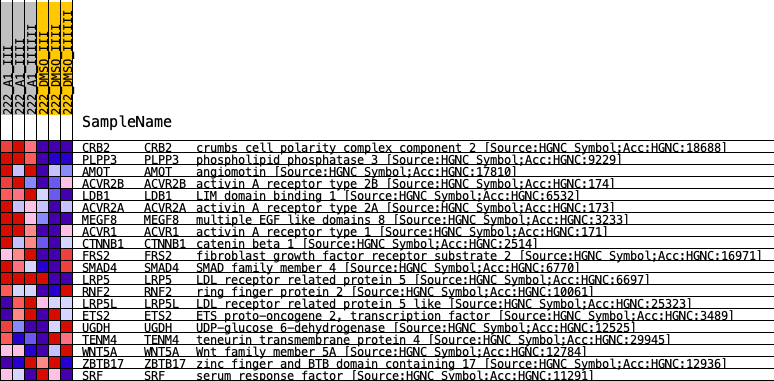 222_A1_III
222_A1_IIII
222_A1_IIIIII
222_DMSO_III
222_DMSO_IIII
222_DMSO_IIIIII
SampleName
CRB2 CRB2 crumbs cell polarity complex component 2 [Source:HGNC Symbol;Acc:HGNC:18688]
PLPP3 PLPP3 phospholipid phosphatase 3 [Source:HGNC Symbol;Acc:HGNC:9229]
AMOT AMOT angiomotin [Source:HGNC Symbol;Acc:HGNC:17810]
ACVR2B ACVR2B activin A receptor type 2B [Source:HGNC Symbol;Acc:HGNC:174]
LDB1 LDB1 LIM domain binding 1 [Source:HGNC Symbol;Acc:HGNC:6532]
ACVR2A ACVR2A activin A receptor type 2A [Source:HGNC Symbol;Acc:HGNC:173]
MEGF8 MEGF8 multiple EGF like domains 8 [Source:HGNC Symbol;Acc:HGNC:3233]
ACVR1 ACVR1 activin A receptor type 1 [Source:HGNC Symbol;Acc:HGNC:171]
CTNNB1 CTNNB1 catenin beta 1 [Source:HGNC Symbol;Acc:HGNC:2514]
FRS2 FRS2 fibroblast growth factor receptor substrate 2 [Source:HGNC Symbol;Acc:HGNC:16971]
SMAD4 SMAD4 SMAD family member 4 [Source:HGNC Symbol;Acc:HGNC:6770]
LRP5 LRP5 LDL receptor related protein 5 [Source:HGNC Symbol;Acc:HGNC:6697]
RNF2 RNF2 ring finger protein 2 [Source:HGNC Symbol;Acc:HGNC:10061]
LRP5L LRP5L LDL receptor related protein 5 like [Source:HGNC Symbol;Acc:HGNC:25323]
ETS2 ETS2 ETS proto-oncogene 2, transcription factor [Source:HGNC Symbol;Acc:HGNC:3489]
UGDH UGDH UDP-glucose 6-dehydrogenase [Source:HGNC Symbol;Acc:HGNC:12525]
TENM4 TENM4 teneurin transmembrane protein 4 [Source:HGNC Symbol;Acc:HGNC:29945]
WNT5A WNT5A Wnt family member 5A [Source:HGNC Symbol;Acc:HGNC:12784]
ZBTB17 ZBTB17 zinc finger and BTB domain containing 17 [Source:HGNC Symbol;Acc:HGNC:12936]
SRF SRF serum response factor [Source:HGNC Symbol;Acc:HGNC:11291]